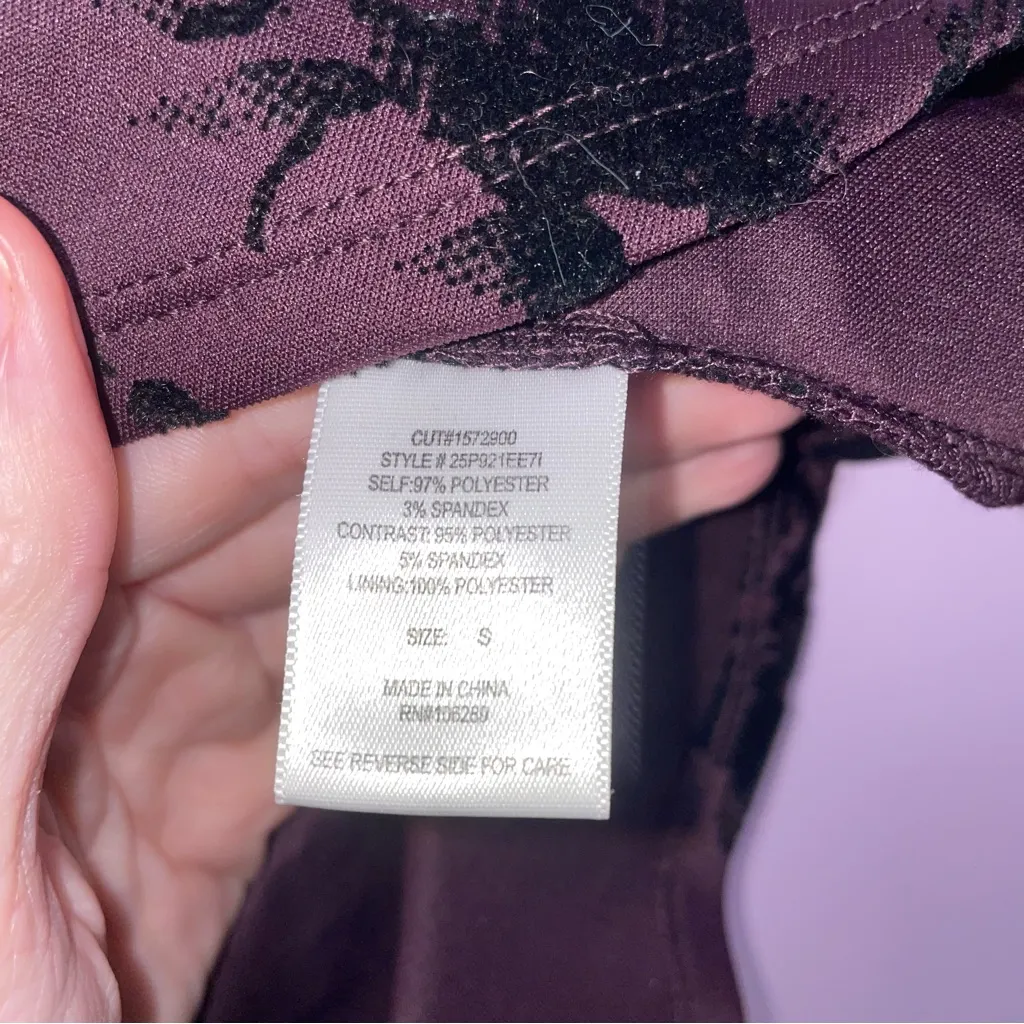 CUT#1572900
STYLE # 25P921EE7I
SELF:97% POLYESTER
3% SPANDEX
CONTRAST: 95% POLYESTER
5% SPANDEX
LINING:100% POLYESTER
SIZE: S
MADE IN CHINA
RN#106289
SEE REVERSE SIDE FOR CARE